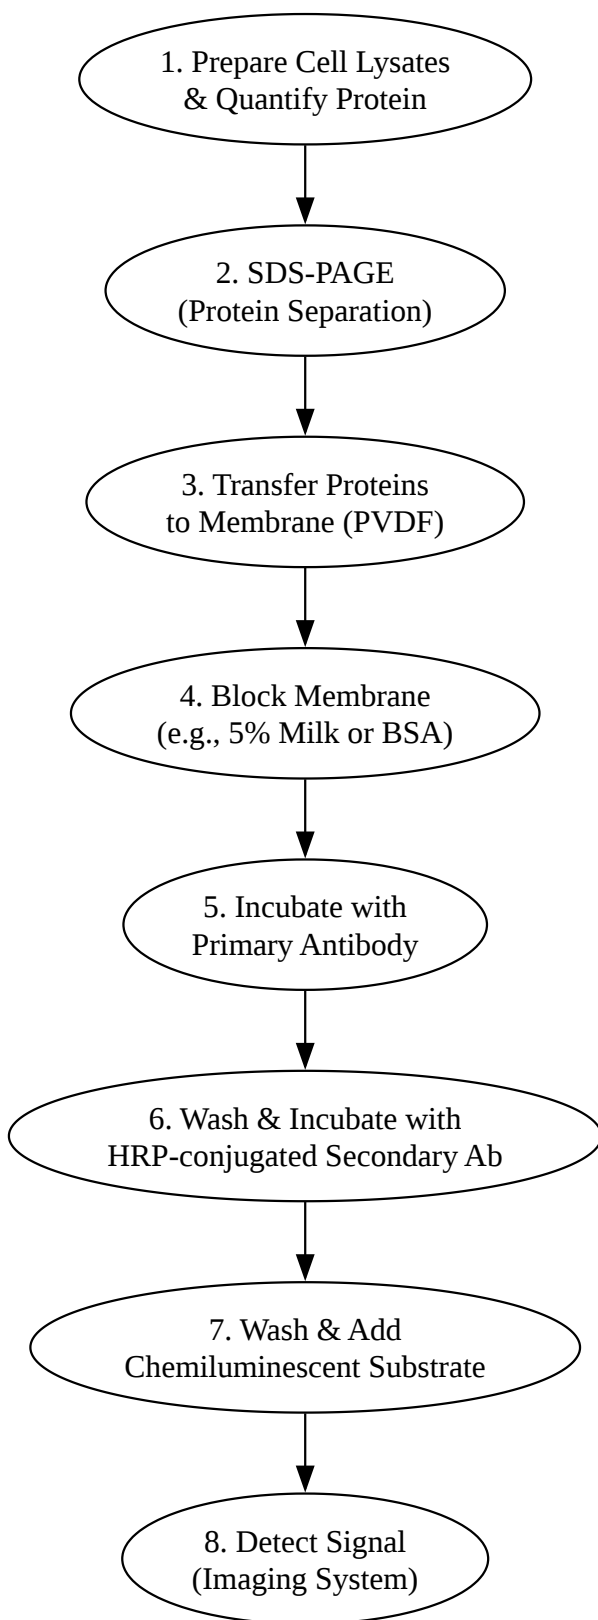 1. Prepare Cell Lysates
& Quantify Protein
2. SDS-PAGE
(Protein Separation)
3. Transfer Proteins
to Membrane (PVDF)
4. Block Membrane
(e.g., 5% Milk or BSA)
5. Incubate with
Primary Antibody
6. Wash & Incubate with
HRP-conjugated Secondary Ab
7. Wash & Add
Chemiluminescent Substrate
8. Detect Signal
(Imaging System)